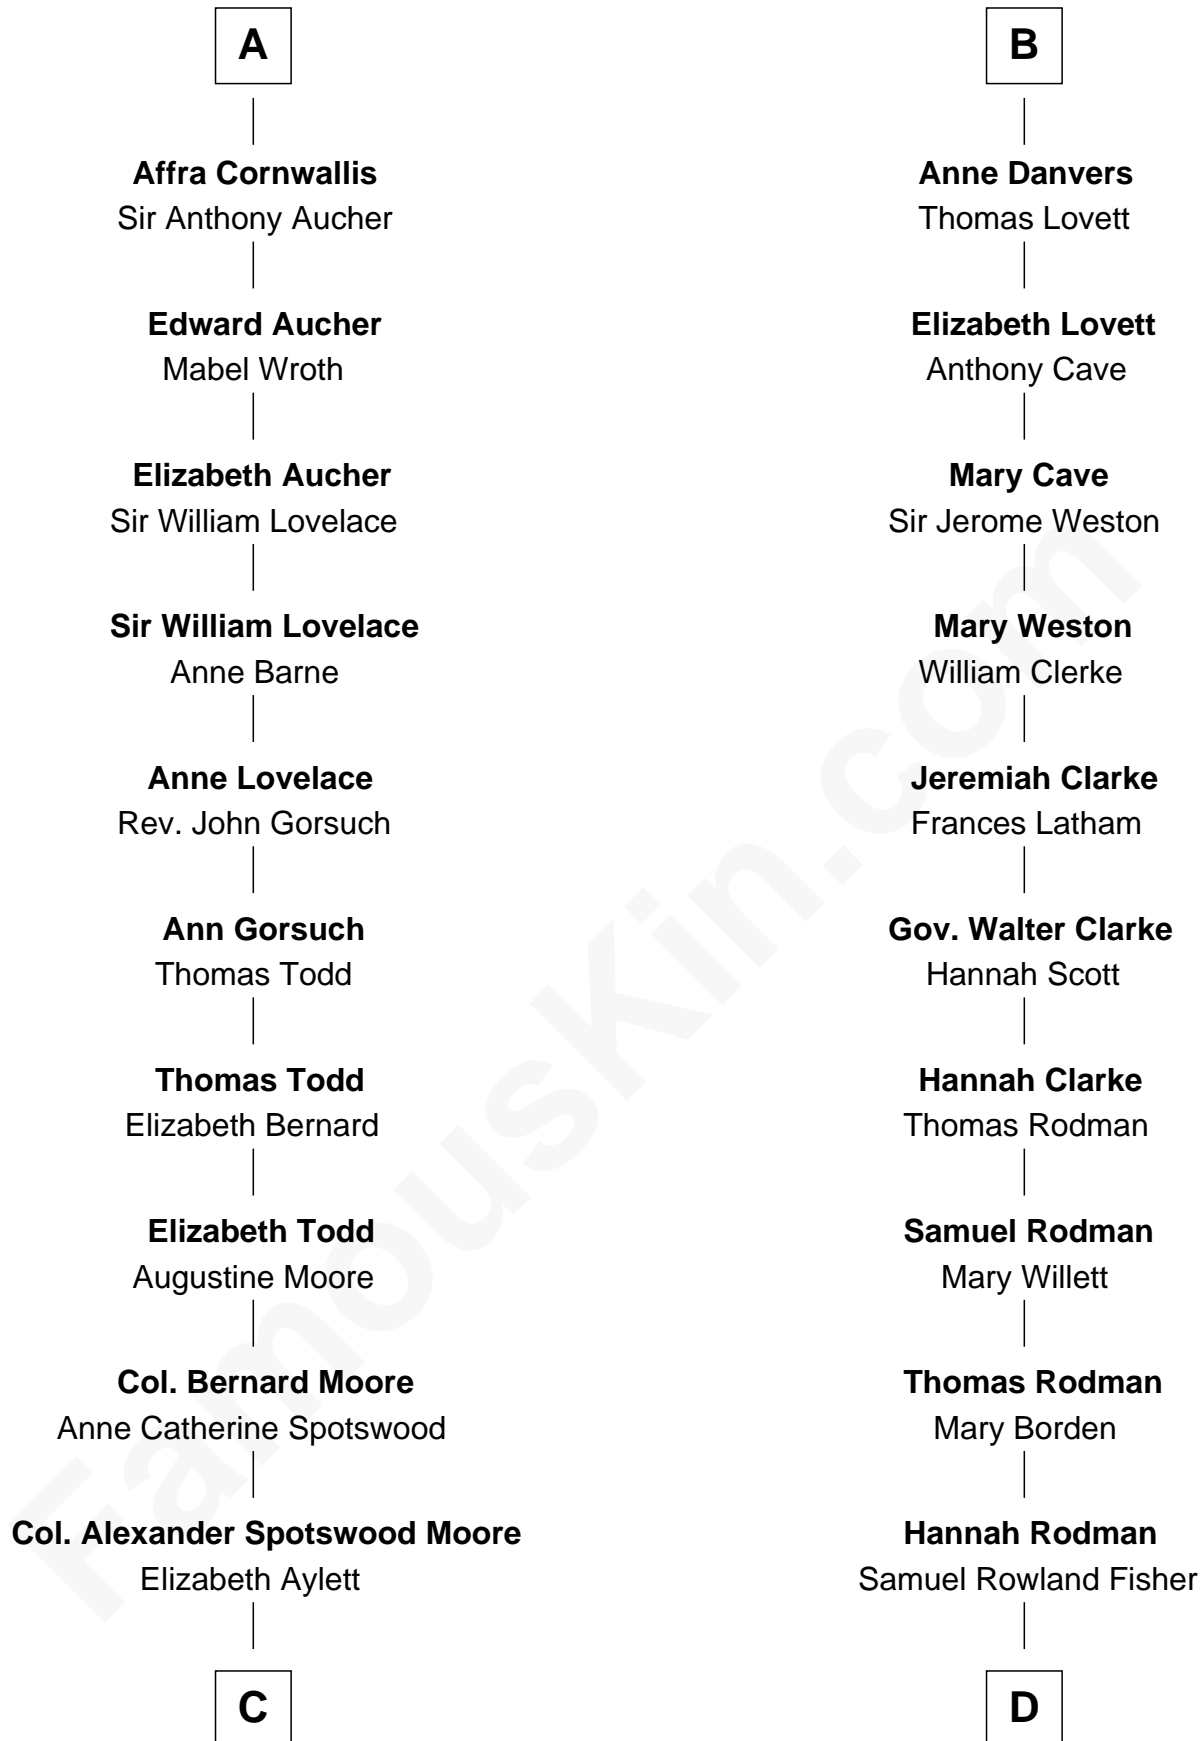 A
Affra Cornwallis
Sir Anthony Aucher
Edward Aucher
Mabel Wroth
Elizabeth Aucher
Sir William Lovelace
Sir William Lovelace
Anne Barne
Anne Lovelace
Rev. John Gorsuch
Ann Gorsuch
Thomas Todd
Thomas Todd
Elizabeth Bernard
Elizabeth Todd
Augustine Moore
Col. Bernard Moore
Anne Catherine Spotswood
Col. Alexander Spotswood Moore
Elizabeth Aylett
C
B
Anne Danvers
Thomas Lovett
Elizabeth Lovett
Anthony Cave
Mary Cave
Sir Jerome Weston
Mary Weston
William Clerke
Jeremiah Clarke
Frances Latham
Gov. Walter Clarke
Hannah Scott
Hannah Clarke
Thomas Rodman
Samuel Rodman
Mary Willett
Thomas Rodman
Mary Borden
Hannah Rodman
Samuel Rowland Fisher
D
FamousKin.com